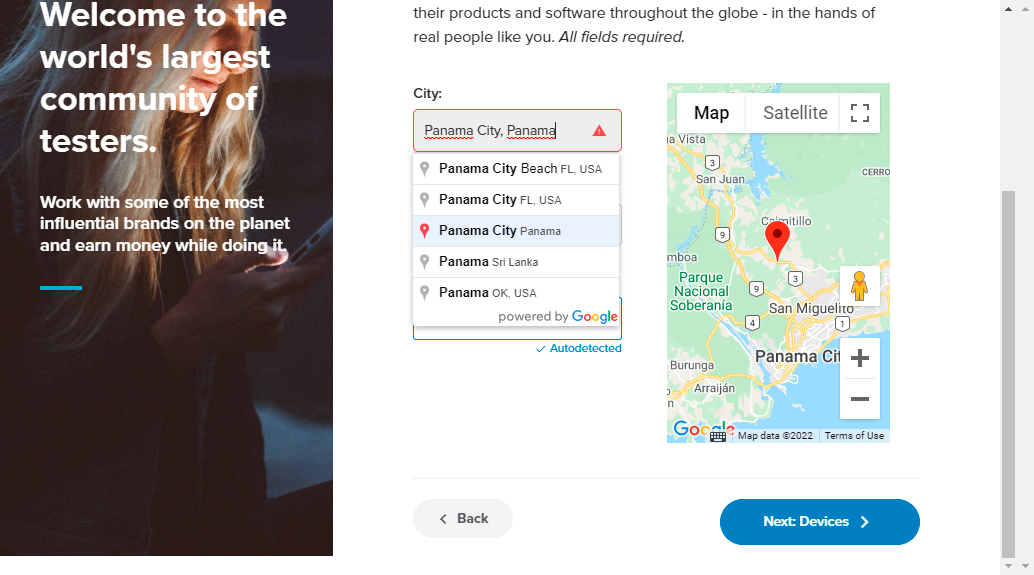 Welcome to the
world's largest
community of
testers.
Work with some of the most
influential brands on the planet
and earn money while doing it.
their products and software throughout the globe - in the hands of
real people like you. All fields required.
City:
Panama City, Panama
Panama City Beach FL, USA
Panama City FL, USA
Panama City Panama
Panama Sri Lanka
Panama OK, USA
powered by Google
Autodetected
Map
Satellite
a Vista
3
San Juan
CERRO
Caimitillo
9
mboa
Parque
Nacional
Soberanía
3
9
San Miguelito
4
1
Panama Cit
Burunga
Arraiján
n
Google
Map data ©2022
Terms of Use
Back
Next: Devices